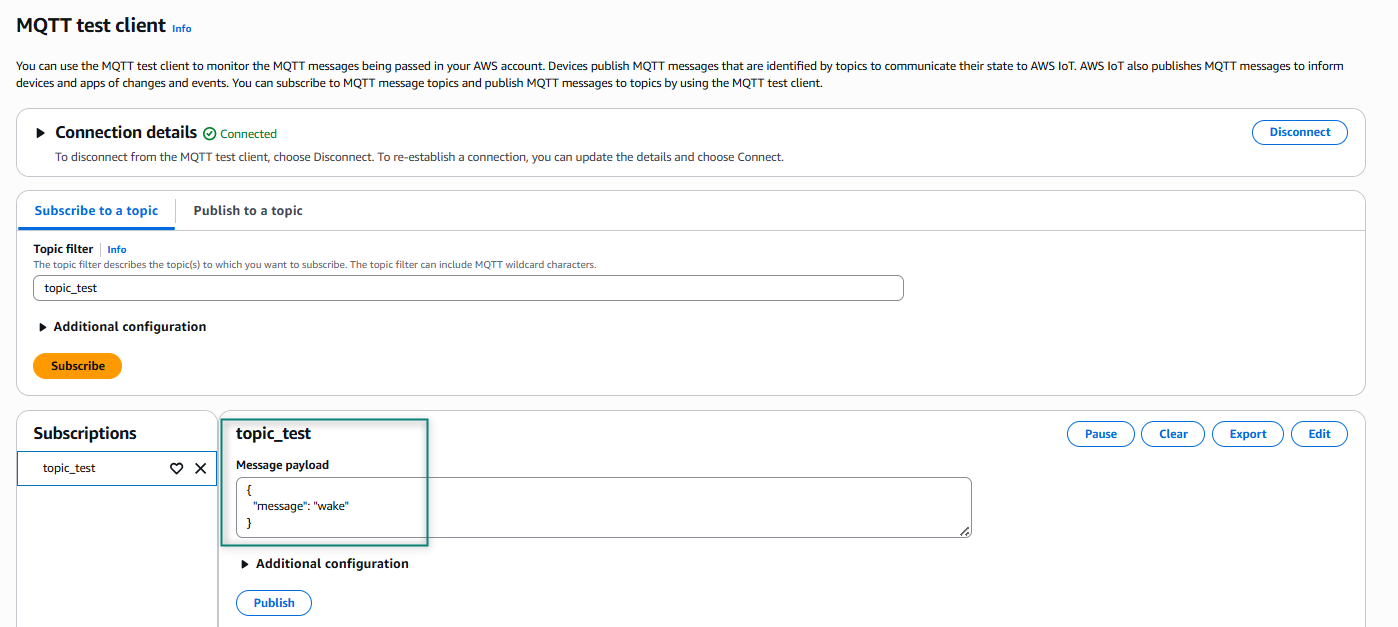 MQTT test client Info
You can use the MQTT test client to monitor the MQTT messages being passed in your AWS account. Devices publish MQTT messages that are identified by topics to communicate their state to AWS IoT. AWS IoT also publishes MQTT messages to inform
devices and apps of changes and events. You can subscribe to MQTT message topics and publish MQTT messages to topics by using the MQTT test client.
Connection details Connected
Disconnect
To disconnect from the MQTT test client, choose Disconnect. To re-establish a connection, you can update the details and choose Connect.
Subscribe to a topic
Publish to a topic
Topic filter Info
The topic filter describes the topic(s) to which you want to subscribe. The topic filter can include MQTT wildcard characters.
topic_test
Additional configuration
Subscribe
Subscriptions
topic_test
topic_test
Pause
Clear
Export
Edit
Message payload
{
"message": "wake"
}
Additional configuration
Publish